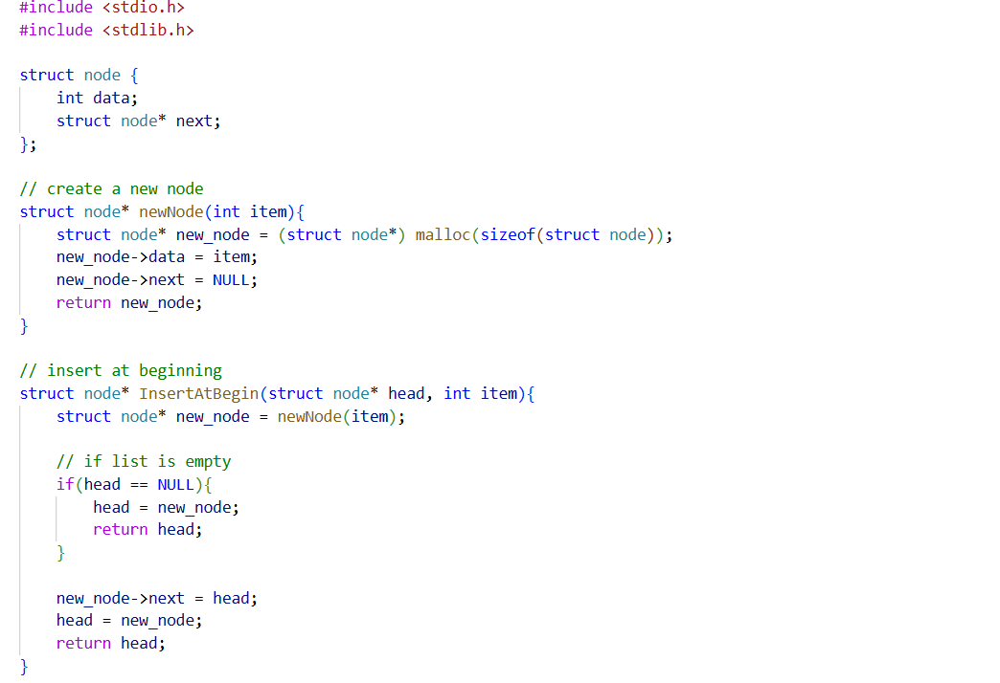 #include <stdio.h>
#include <stdlib.h>
struct node {
    int data;
    struct node* next;
};
// create a new node
struct node* newNode(int item){
    struct node* new_node = (struct node*) malloc(sizeof(struct node));
    new_node->data = item;
    new_node->next = NULL;
    return new_node;
}
// insert at beginning
struct node* InsertAtBegin(struct node* head, int item){
    struct node* new_node = newNode(item);
    // if list is empty
    if(head == NULL){
        head = new_node;
        return head;
    }
    new_node->next = head;
    head = new_node;
    return head;
}